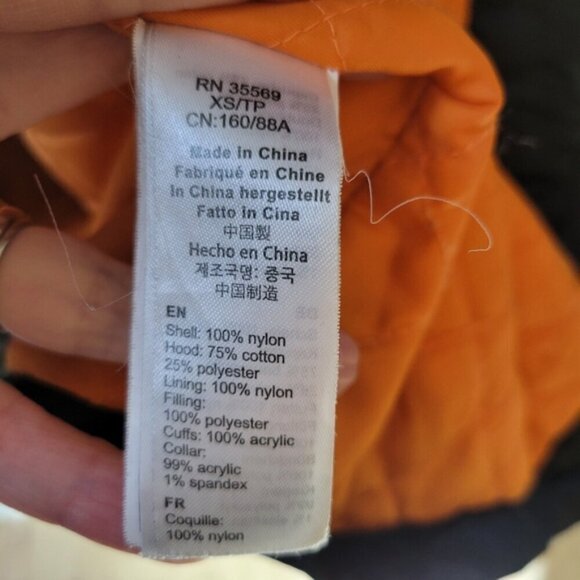 RN 35569
XS/TP
CN:160/88A
Made in China
Fabriqué en Chine
In China hergestellt
Fatto in Cina
中国製
Hecho en China
제조국명: 중국
中国制造
EN
Shell: 100% nylon
Hood: 75% cotton
25% polyester
Lining: 100% nylon
Filling:
100% polyester
Cuffs: 100% acrylic
Collar:
99% acrylic
1% spandex
FR
Coquille:
100% nylon